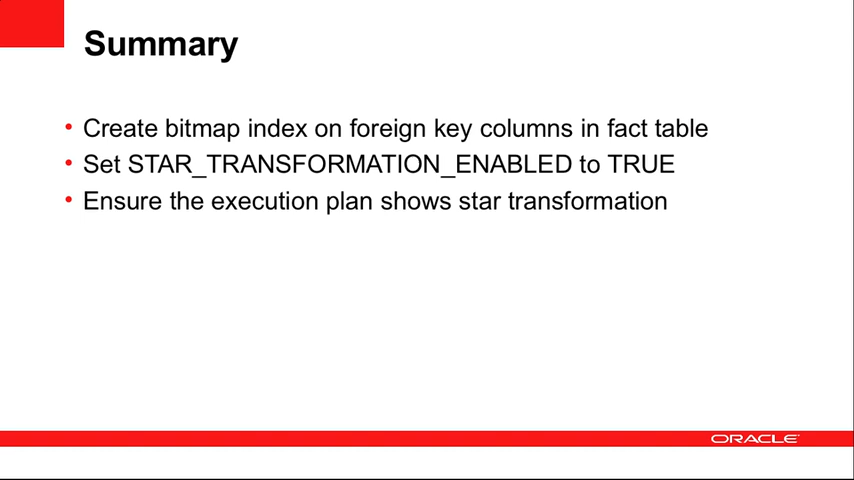 Summary
• Create bitmap index on foreign key columns in fact table
• Set STAR_TRANSFORMATION_ENABLED to TRUE
• Ensure the execution plan shows star transformation
ORACLE